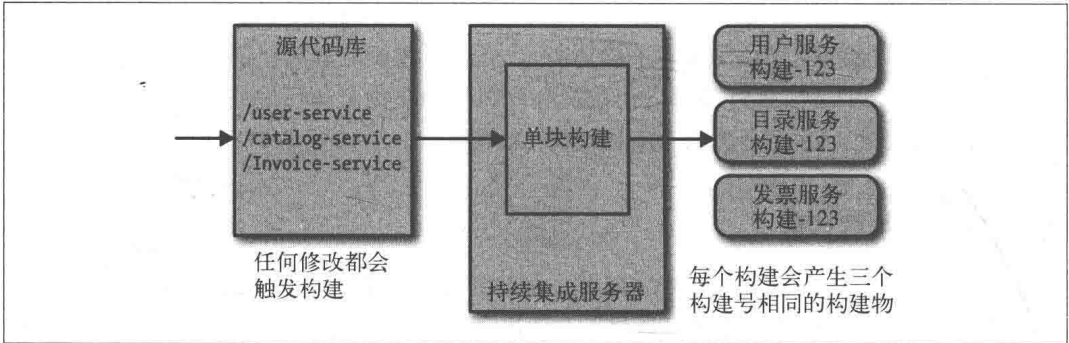 源代码库
/user-service
/catalog-service
/Invoice-service
任何修改都会
触发构建
单块构建
持续集成服务器
用户服务
构建-123
目录服务
构建-123
发票服务
构建-123
每个构建会产生三个
构建号相同的构建物